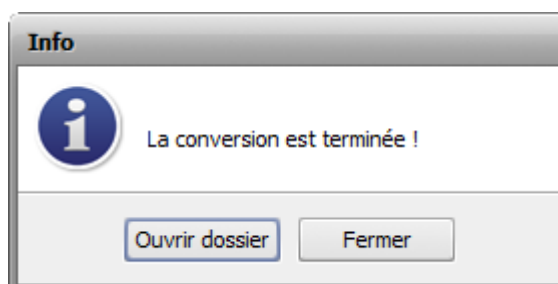 Info
La conversion est terminée !
Ouvrir dossier
Fermer